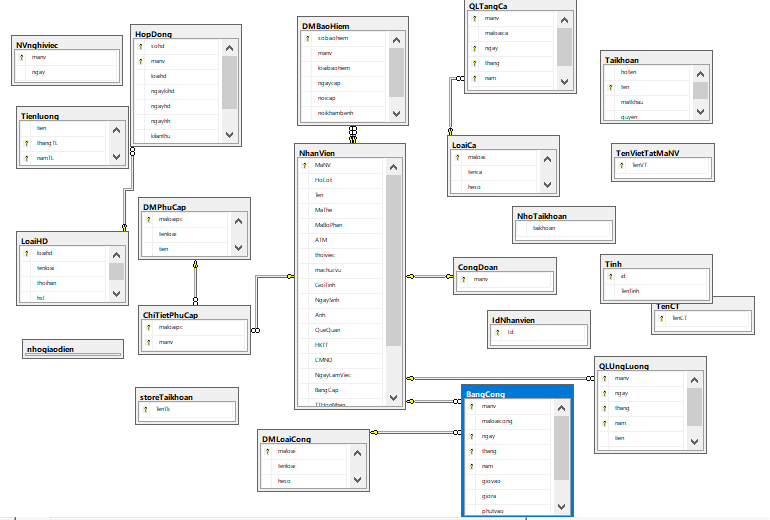 NVnghiviec
manv
ngay
HopDong
sohd
manv
loaihd
ngaykihd
ngayhd
ngayhh
Tienluong
tien
thangTL
namTL
LoaiHD
loaihd
tenloai
thoihan
nhogiaodien
DMPhuCap
maloaipc
tenloai
tien
ChiTietPhuCap
maloaipc
manv
storeTaikhoan
TenTk
DMBaoHiem
sobaohiem
manv
loaibaohiem
ngaycap
noicap
noikhambenh
NhanVien
MaNV
HoLot
Ten
MaThe
MaBoPhan
ATM
thoiviec
machucvu
GioiTinh
NgaySinh
Anh
QueQuan
HKTT
CMND
NgayLamViec
BangCap
DMLoaiCong
maloai
tenloai
heso
QLTangCa
manv
maloaica
ngay
thang
nam
LoaiCa
maloai
tenca
heso
NhoTaikhoan
taikhoan
CongDoan
manv
IdNhanvien
id
BangCong
manv
maloaicong
ngay
thang
nam
giovao
giora
phutvao
Taikhoan
hoten
ten
matkhau
quyen
TenVietTatMaNV
TenVT
Tinh
id
TenTinh
TenCT
TenCT
QLUngLuong
manv
ngay
thang
nam
tien